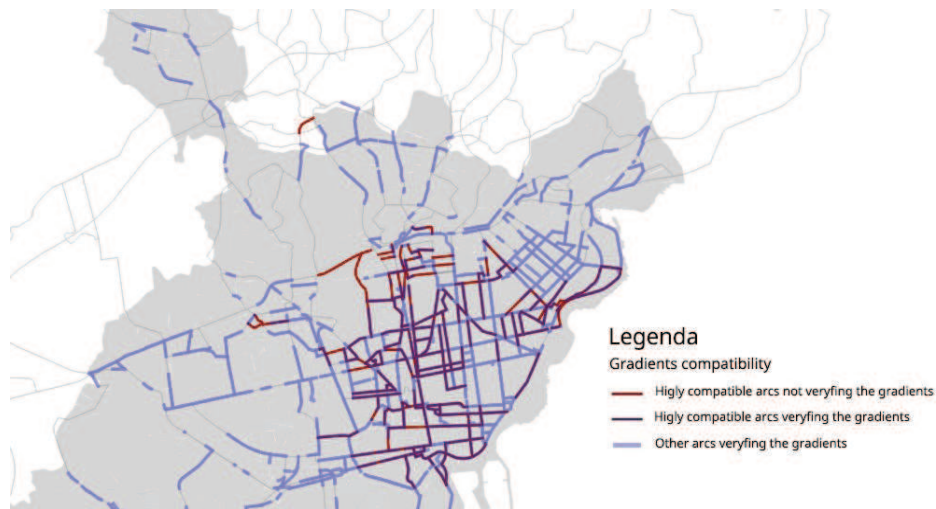 Legenda
Gradients compatibility
Higly compatible arcs not veryfing the gradients
Higly compatible arcs veryfing the gradients
Other arcs veryfing the gradients